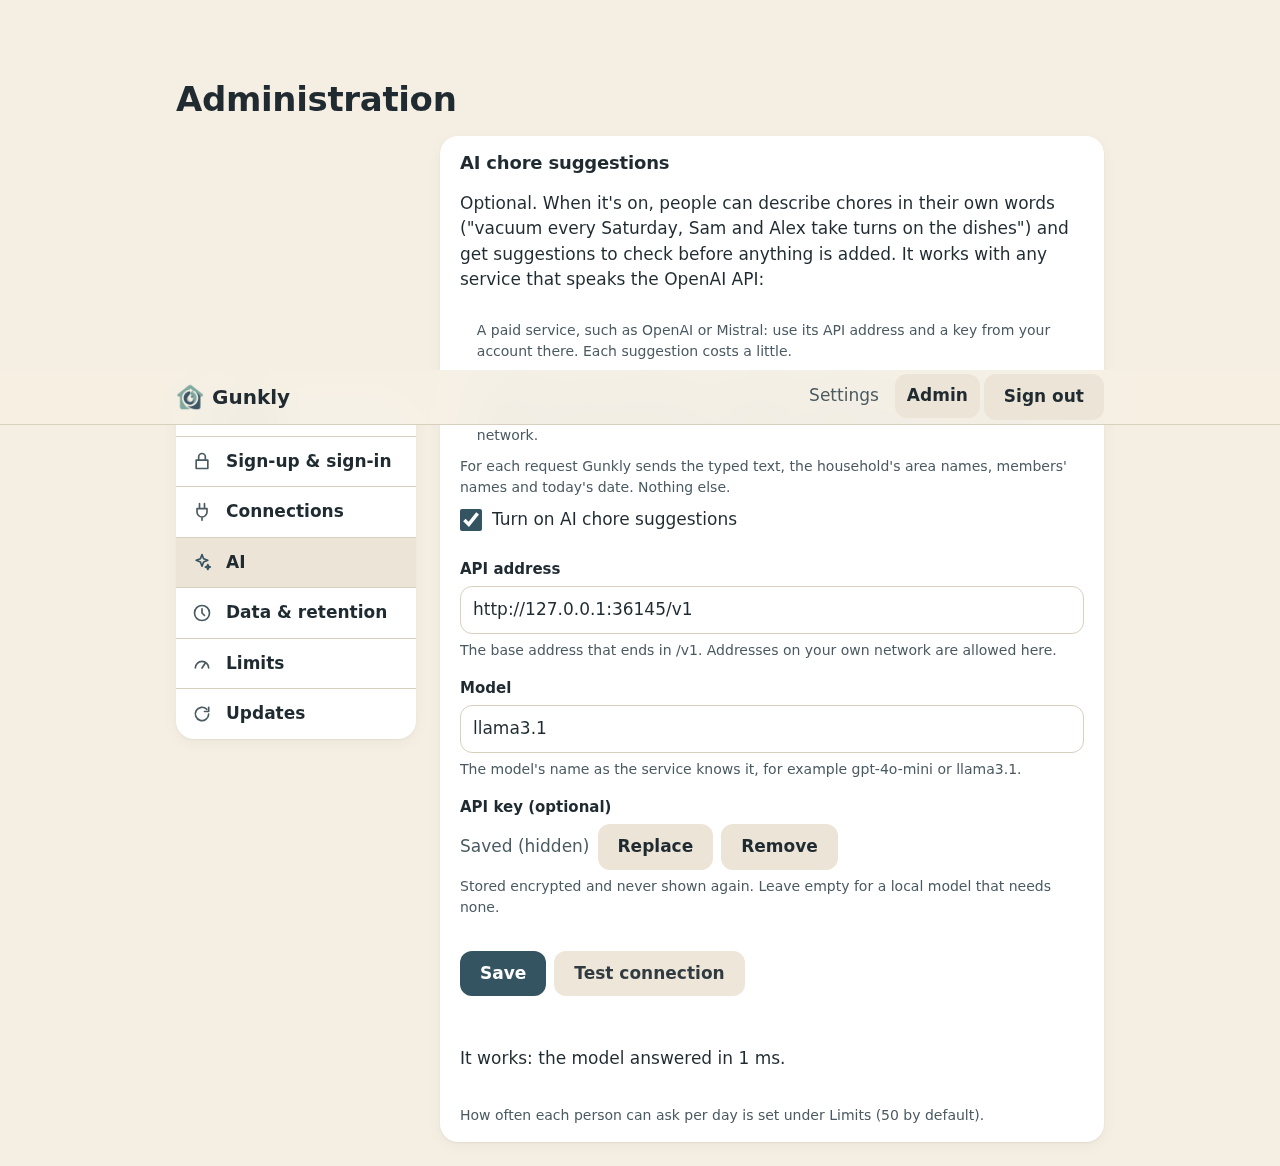 Administration
AI chore suggestions
Optional. When it's on, people can describe chores in their own words
("vacuum every Saturday, Sam and Alex take turns on the dishes") and
get suggestions to check before anything is added. It works with any
service that speaks the OpenAI API:
A paid service, such as OpenAI or Mistral: use its API address and a key from your
account there. Each suggestion costs a little.
Gunkly
Settings
Admin
Sign out
network.
Sign-up & sign-in
Connections
AI
Data & retention
Limits
Updates
For each request Gunkly sends the typed text, the household's area names, members'
names and today's date. Nothing else.
Turn on AI chore suggestions
API address
http://127.0.0.1:36145/v1
The base address that ends in /v1. Addresses on your own network are allowed here.
Model
llama3.1
The model's name as the service knows it, for example gpt-4o-mini or llama3.1.
API key (optional)
Saved (hidden)
Replace
Remove
Stored encrypted and never shown again. Leave empty for a local model that needs
none.
Save
Test connection
It works: the model answered in 1 ms.
How often each person can ask per day is set under Limits (50 by default).